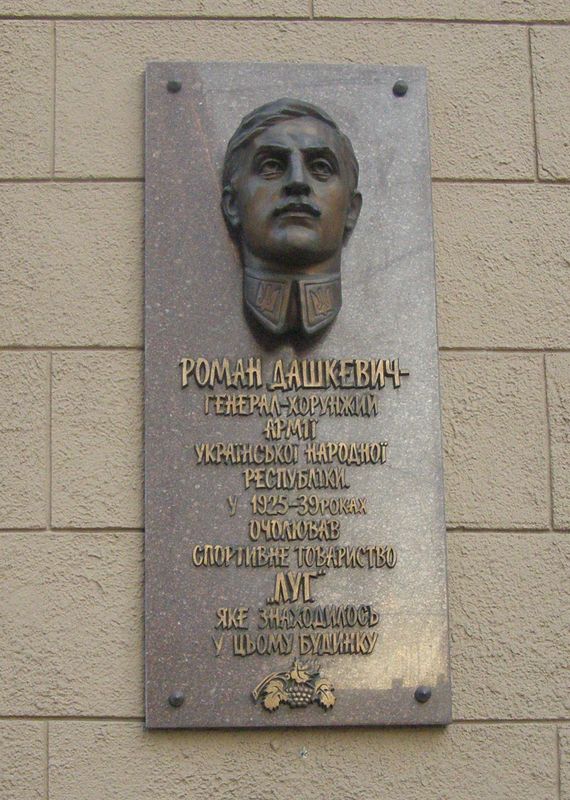 РОМАН ДАШКЕВИЧ-
ГЕНЕРАЛ-ХОРУНЖИЙ
АРМІЇ
УКРАЇНСЬКОЇ НАРОДНОЇ
РЕСПУБЛІКИ.
У 1925-39 РОКАХ
ОЧОЛЮВАВ
СПОРТИВНЕ ТОВАРИСТВО
„ЛУГ“
ЯКЕ ЗНАХОДИЛОСЬ
У ЦЬОМУ БУДИНКУ